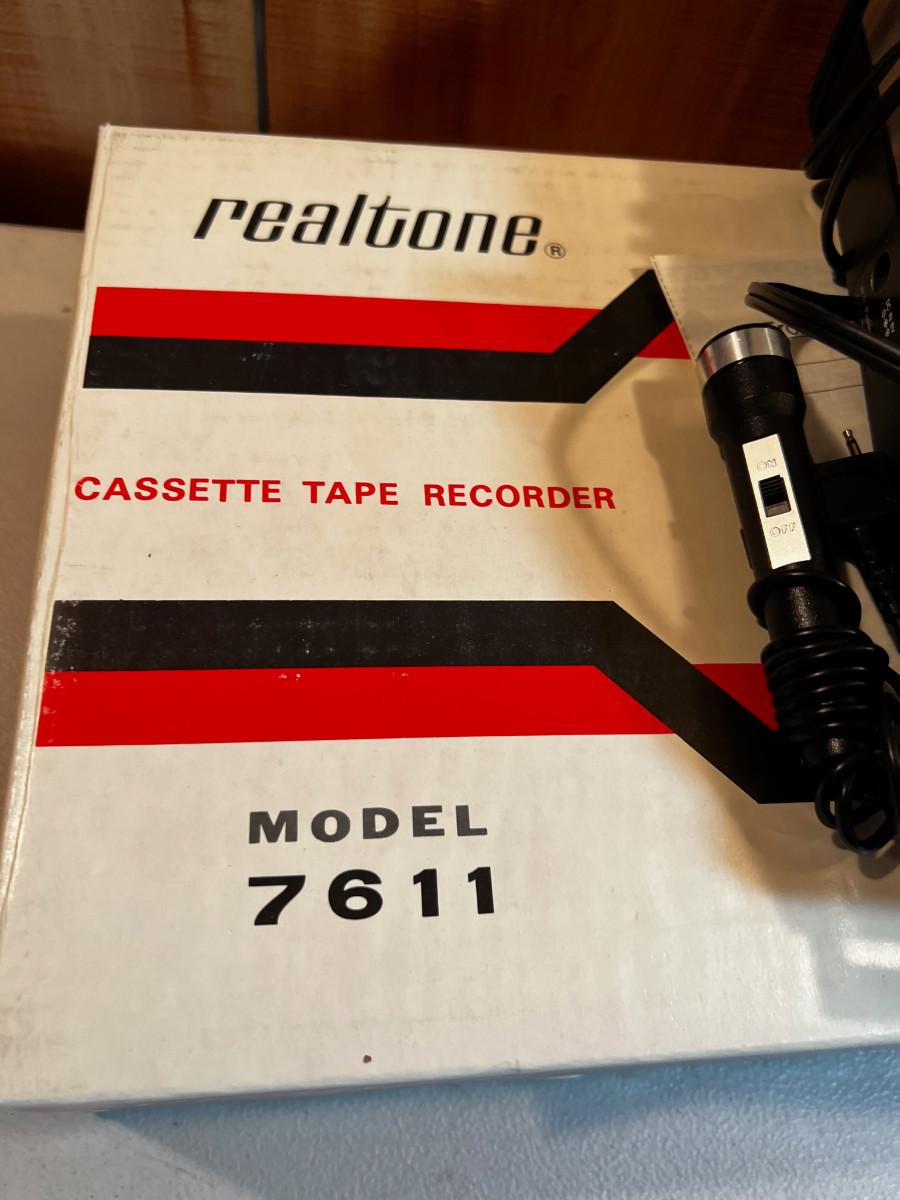 realtone®
CASSETTE TAPE RECORDER
MODEL
7611
ON
OFF